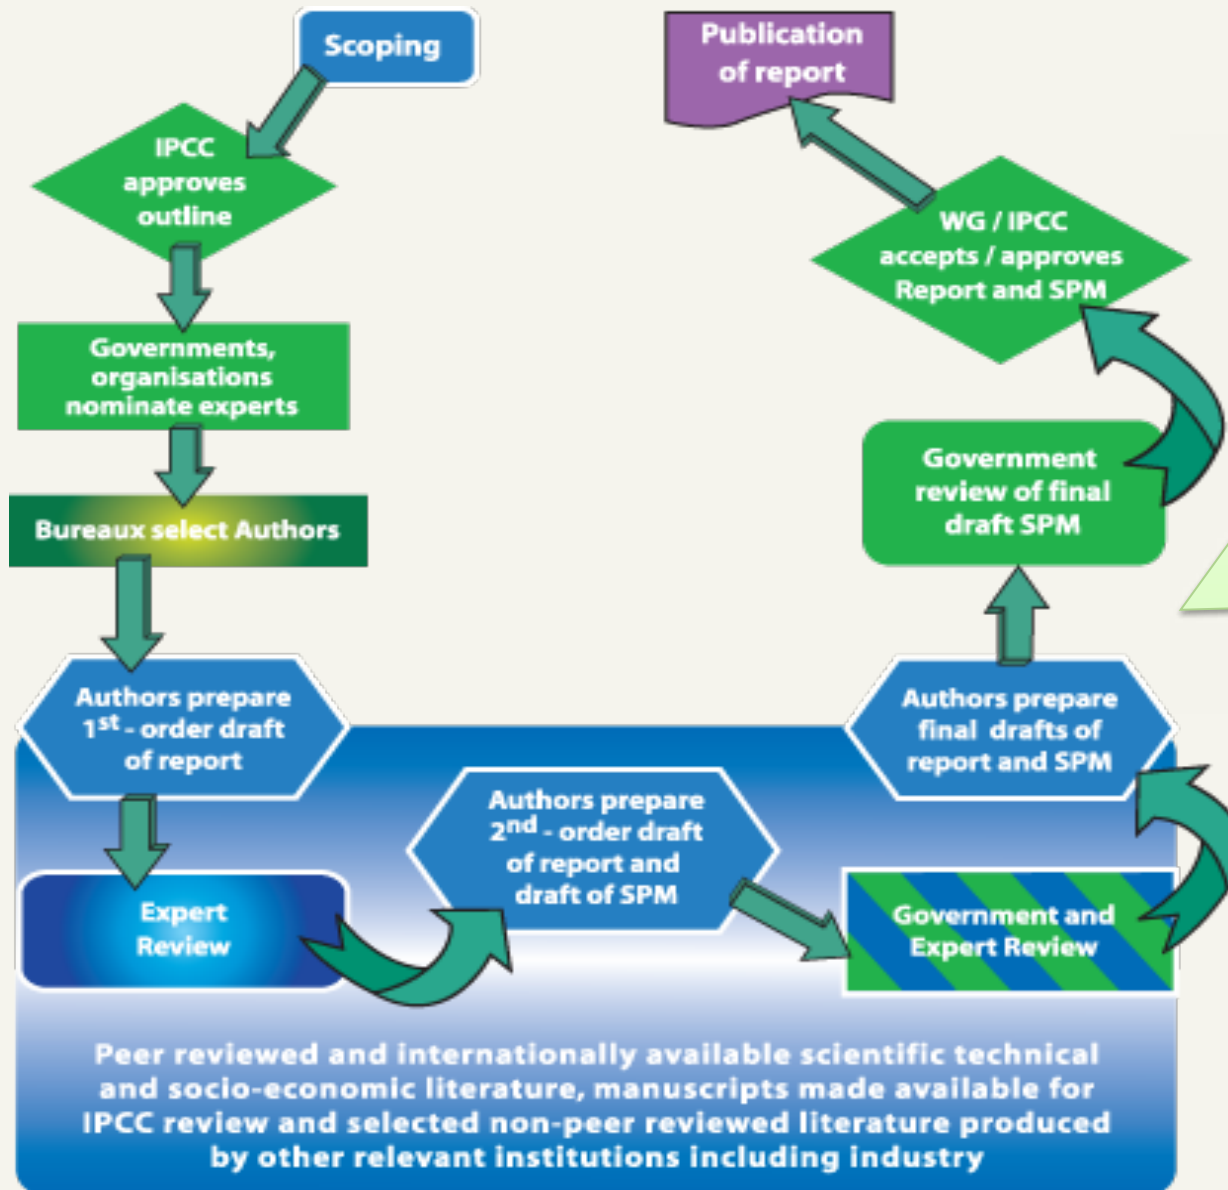 Scoping
IPCC
approves
outline
Governments,
organisations
nominate experts
Bureaux select Authors
Authors prepare
1st - order draft
of report
Expert
Review
Authors prepare
2nd - order draft
of report and
draft of SPM
Government and
Expert Review
Authors prepare
final drafts of
report and SPM
Government
review of final
draft SPM
WG / IPCC
accepts / approves
Report and SPM
Publication
of report
Peer reviewed and internationally available scientific technical
and socio-economic literature, manuscripts made available for
IPCC review and selected non-peer reviewed literature produced
by other relevant institutions including industry